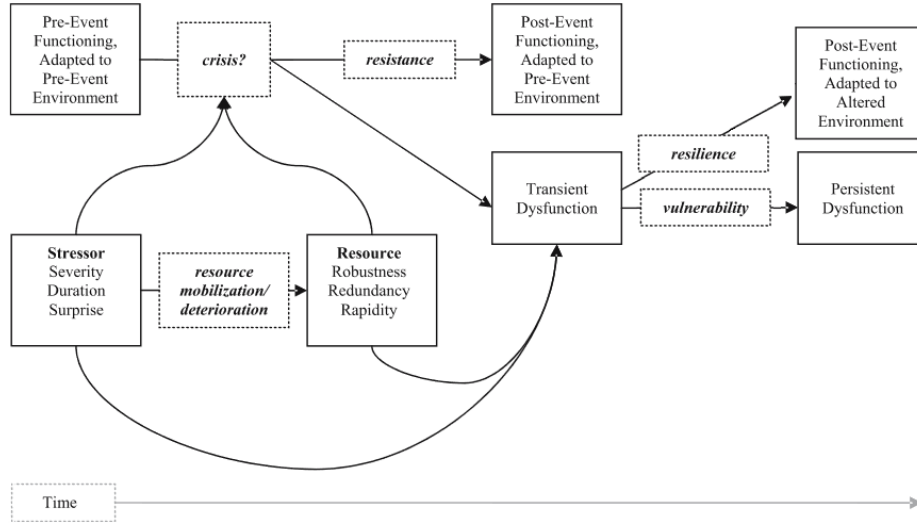 Pre-Event
Functioning,
Adapted to
Pre-Event
Environment
crisis?
resistance
Post-Event
Functioning,
Adapted to
Pre-Event
Environment
Post-Event
Functioning,
Adapted to
Altered
Environment
resilience
Transient
Dysfunction
vulnerability
Persistent
Dysfunction
Stressor
Severity
Duration
Surprise
resource
mobilization/
deterioration
Resource
Robustness
Redundancy
Rapidity
Time